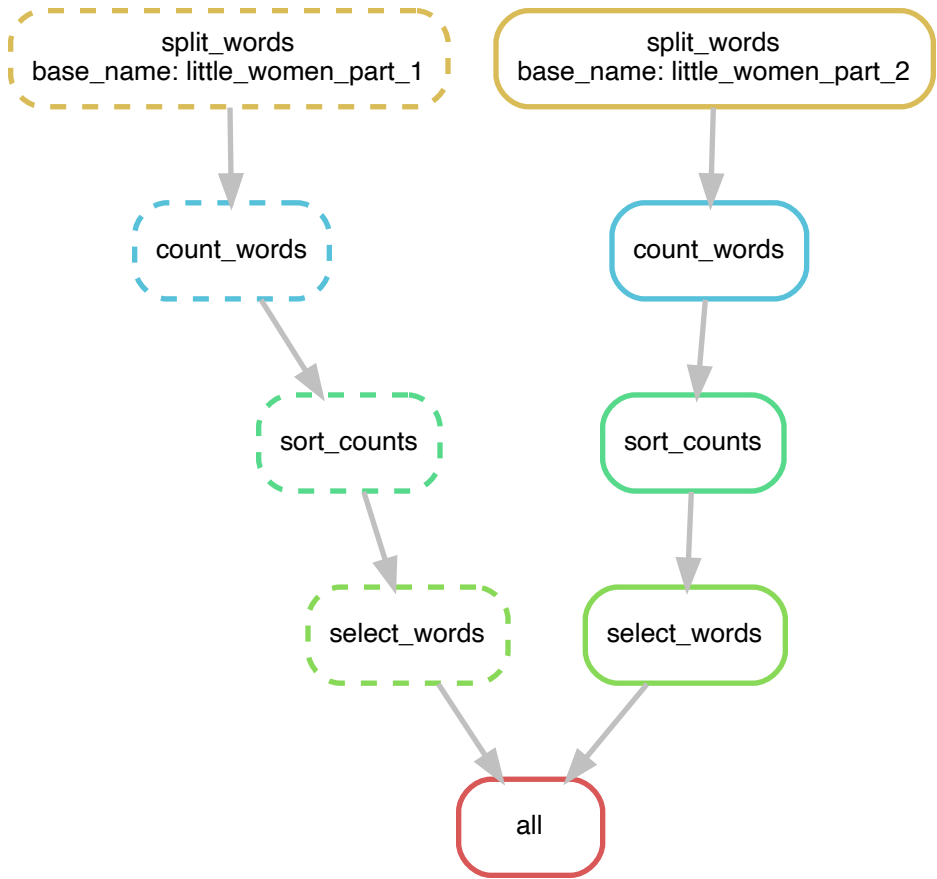 split_words
base_name: little_women_part_1
split_words
base_name: little_women_part_2
count_words
count_words
sort_counts
sort_counts
select_words
select_words
all